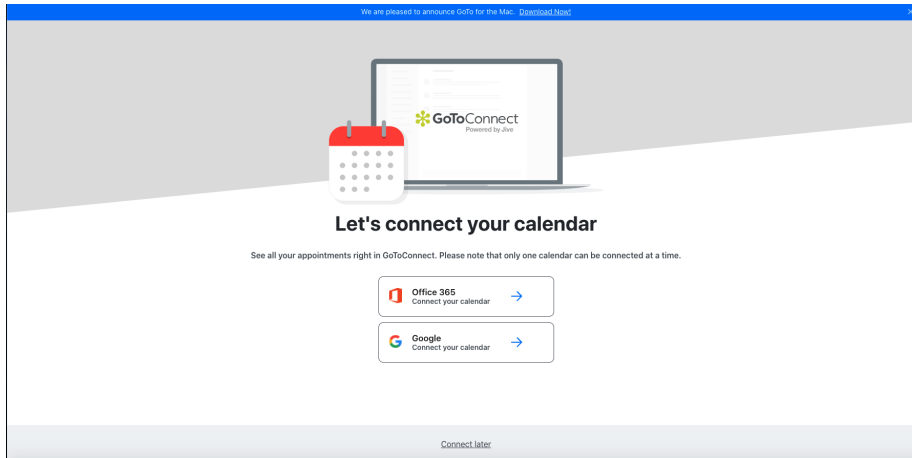 We are pleased to announce GoTo for the Mac. Download Now!
GoToConnect
Powered by Jive
Let's connect your calendar
See all your appointments right in GoToConnect. Please note that only one calendar can be connected at a time.
Office 365
Connect your calendar
Google
Connect your calendar
Connect later